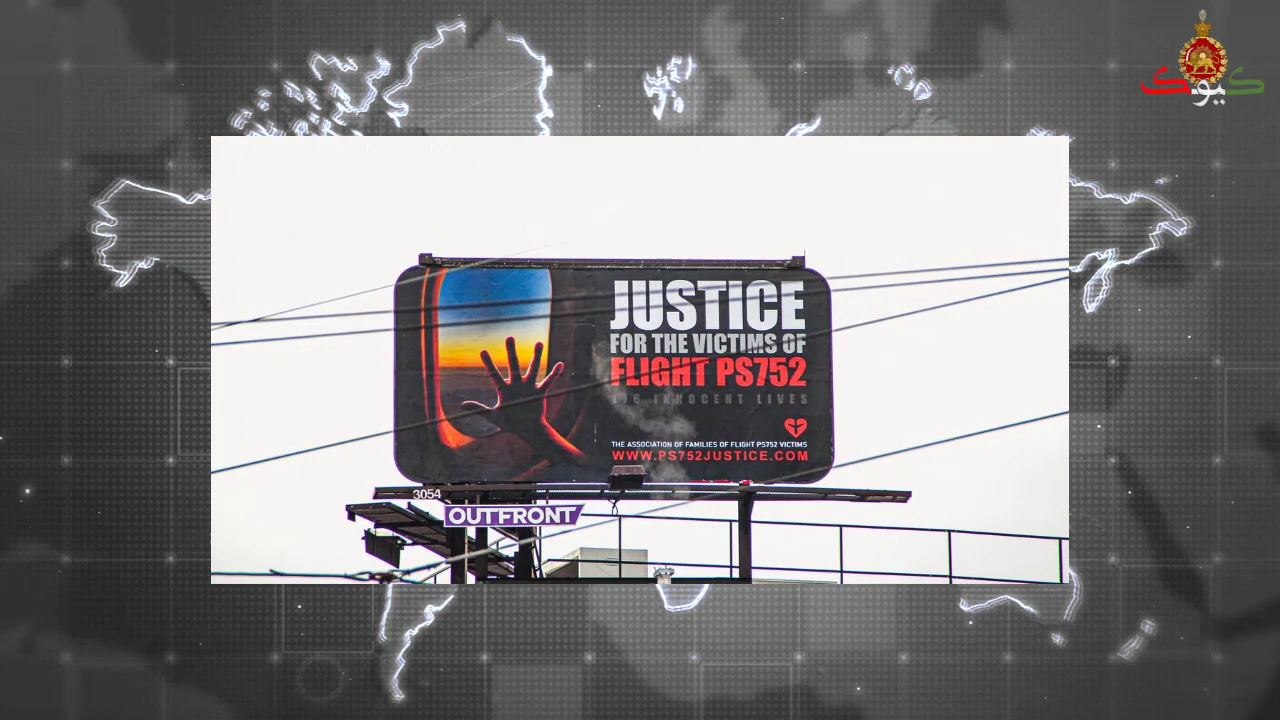 کیوک
JUSTICE
FOR THE VICTIMS OF
FLIGHT PS752
176 INNOCENT LIVES
THE ASSOCIATION OF FAMILIES OF FLIGHT PS752 VICTIMS
WWW.PS752JUSTICE.COM
3054
OUTFRONT